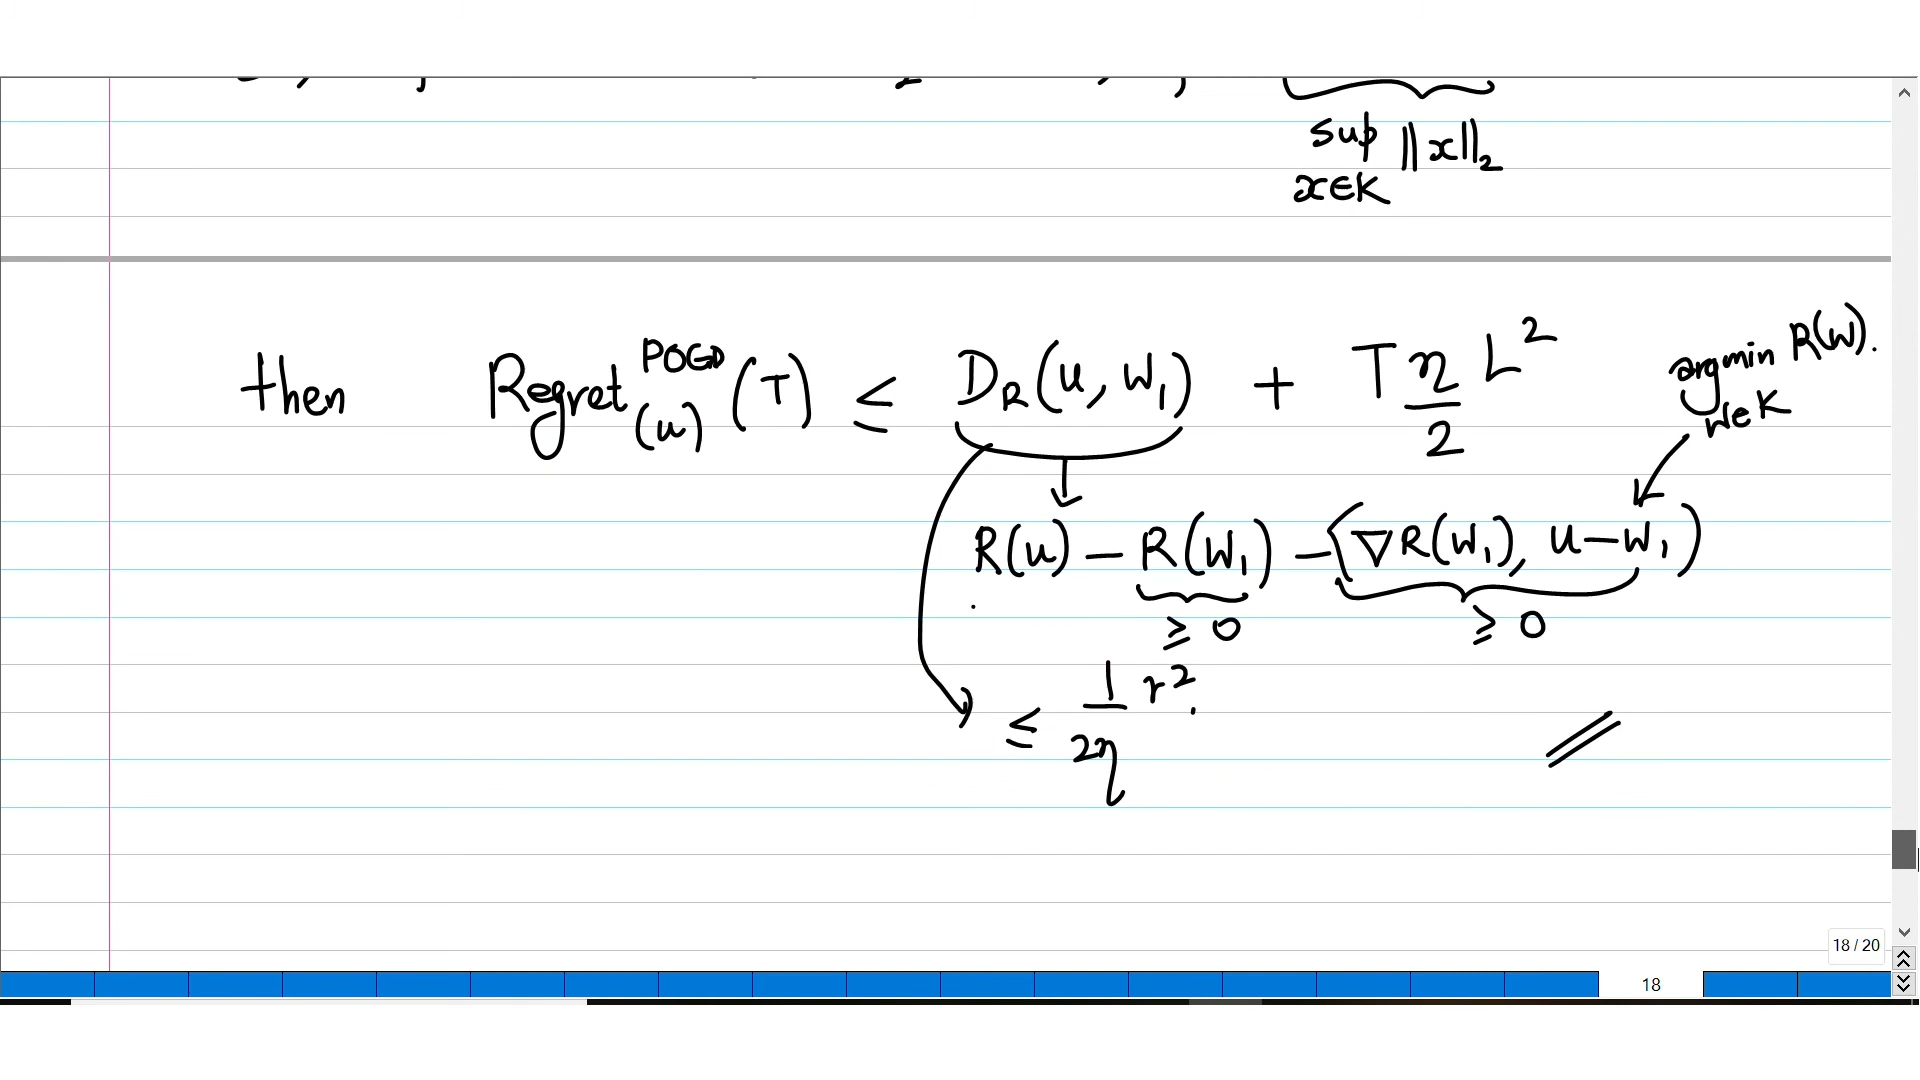 sup ‖x‖₂
x∈K
then Regret^POGD_(u) (T) ≤ D_R(u, w₁) + T η/2 L²
argmin R(w).
w∈K
R(u) − R(w₁) − ⟨∇R(w₁), u−w₁⟩
≥ 0 ≥ 0
≤ 1/2η r².
18 / 20
18